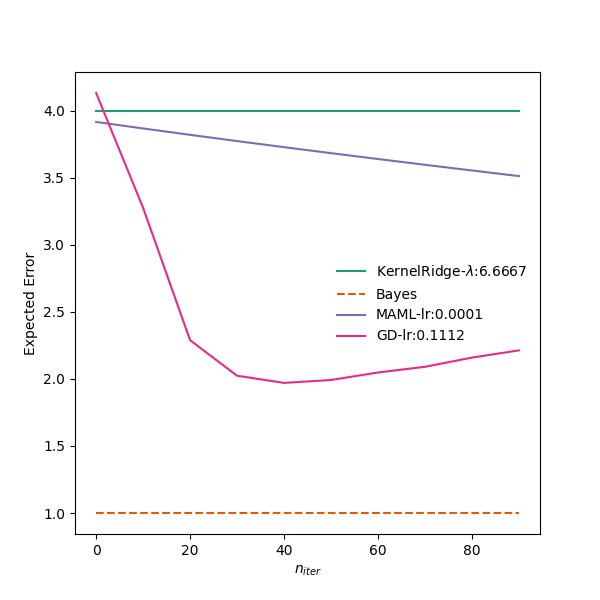 4.0
3.5
3.0
2.5
2.0
1.5
1.0
Expected Error
KernelRidge-λ:6.6667
Bayes
MAML-lr:0.0001
GD-lr:0.1112
0 20 40 60 80
n_iter